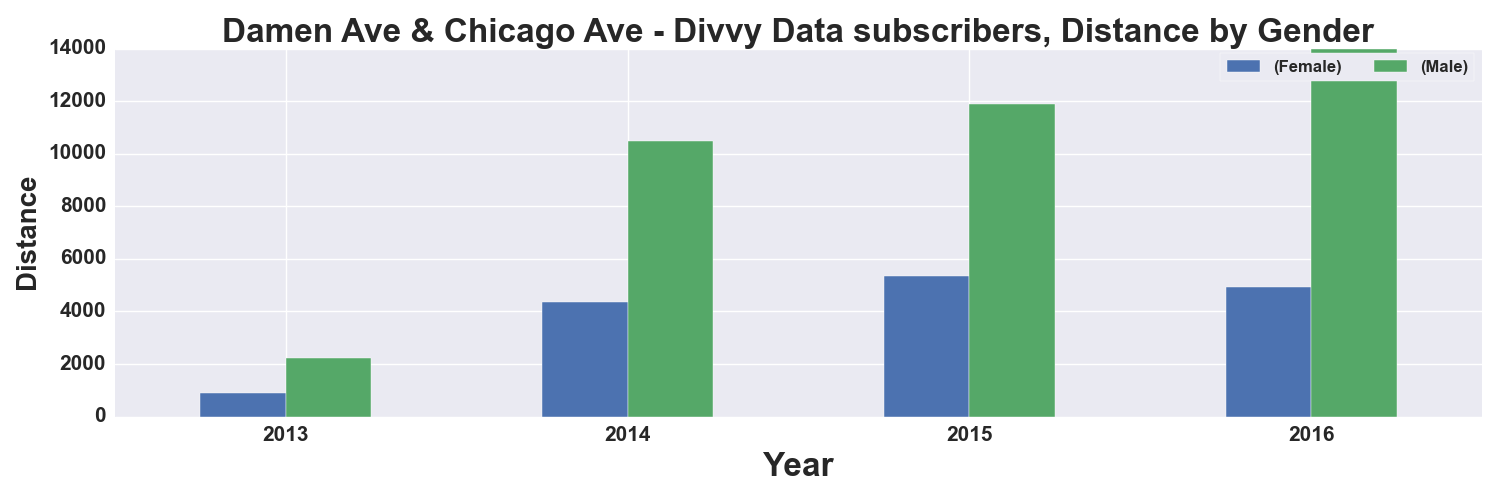 Damen Ave & Chicago Ave - Divvy Data subscribers, Distance by Gender
(Female) (Male)
14000
12000
10000
8000
6000
4000
2000
0
Distance
2013 2014 2015 2016
Year